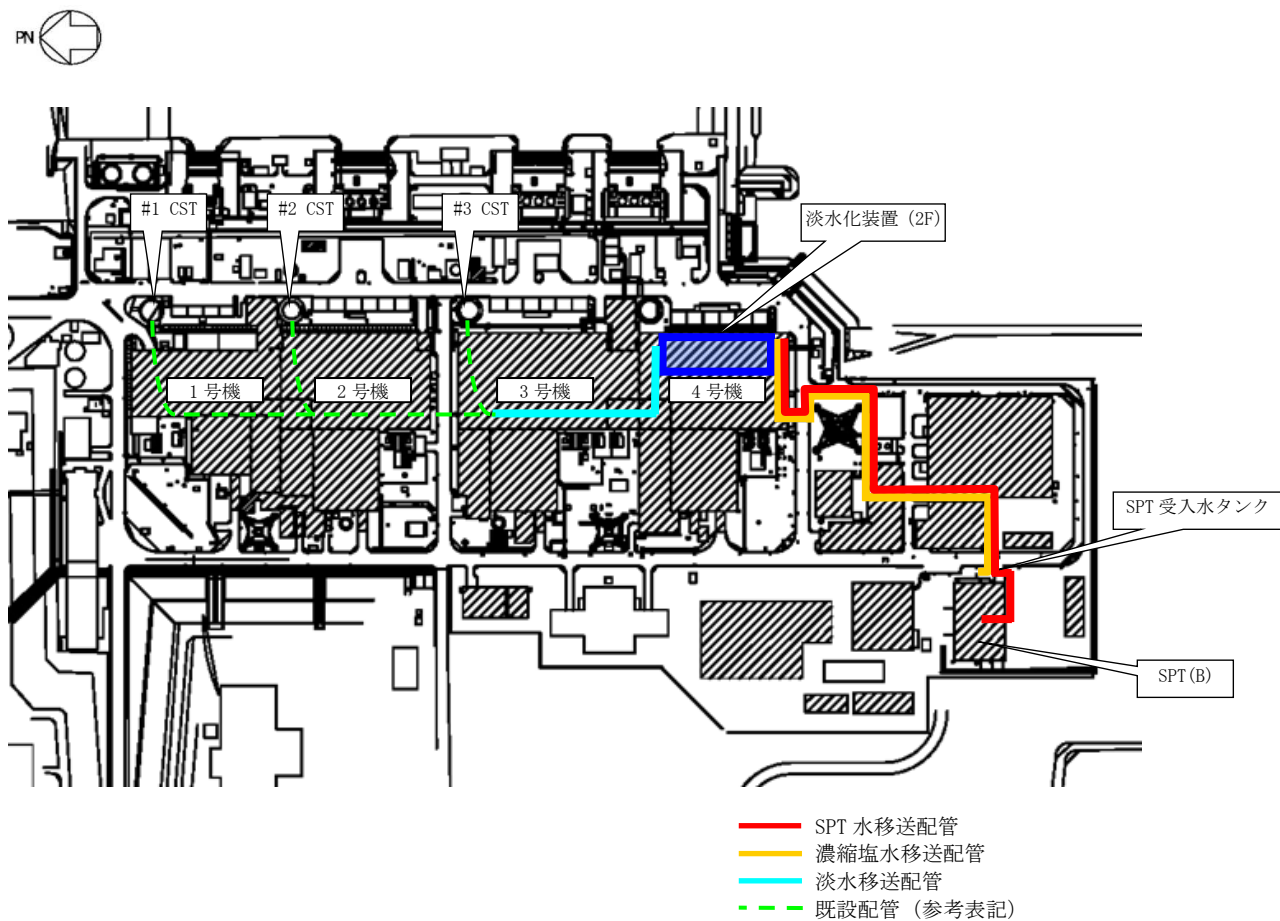 PN
#1 CST
#2 CST
#3 CST
淡水化装置 (2F)
1号機
2号機
3号機
4号機
SPT 受入水タンク
SPT(B)
SPT 水移送配管
濃縮塩水移送配管
淡水移送配管
既設配管 (参考表記)